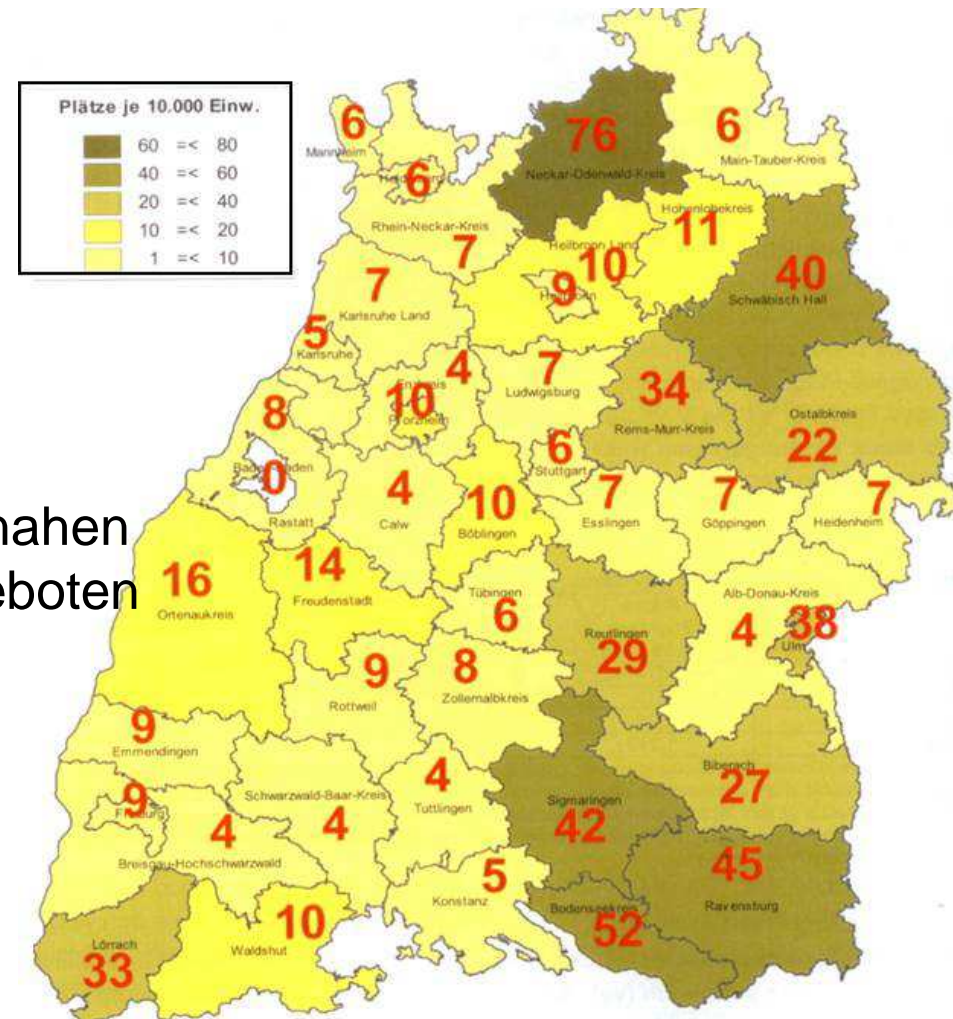 Plätze je 10.000 Einw.
60 =< 80
40 =< 60
20 =< 40
10 =< 20
1 =< 10
6
Mannheim
6
76
Neckar-Odenwald-Kreis
6
Main-Tauber-Kreis
Rhein-Neckar-Kreis
7
Hohenlohekreis
11
Heilbronn Land
10
9
40
Schwäbisch Hall
7
Karlsruhe Land
5
Karlsruhe
4
Enzkreis
10
Pforzheim
7
Ludwigsburg
34
Rems-Murr-Kreis
Ostalbkreis
22
8
Baden-Baden
0
Rastatt
4
Calw
10
Böblingen
6
Stuttgart
7
Esslingen
7
Göppingen
7
Heidenheim
nahen
eboten
16
Ortenaukreis
14
Freudenstadt
Tübingen
6
Reutlingen
29
Alb-Donau-Kreis
4
38
Ulm
9
Rottweil
8
Zollernalbkreis
9
Emmendingen
9
Freiburg
4
Breisgau-Hochschwarzwald
Schwarzwald-Baar-Kreis
4
4
Tuttlingen
Sigmaringen
42
Biberach
27
45
Ravensburg
5
Konstanz
Bodenseekreis
52
Lörrach
33
10
Waldshut